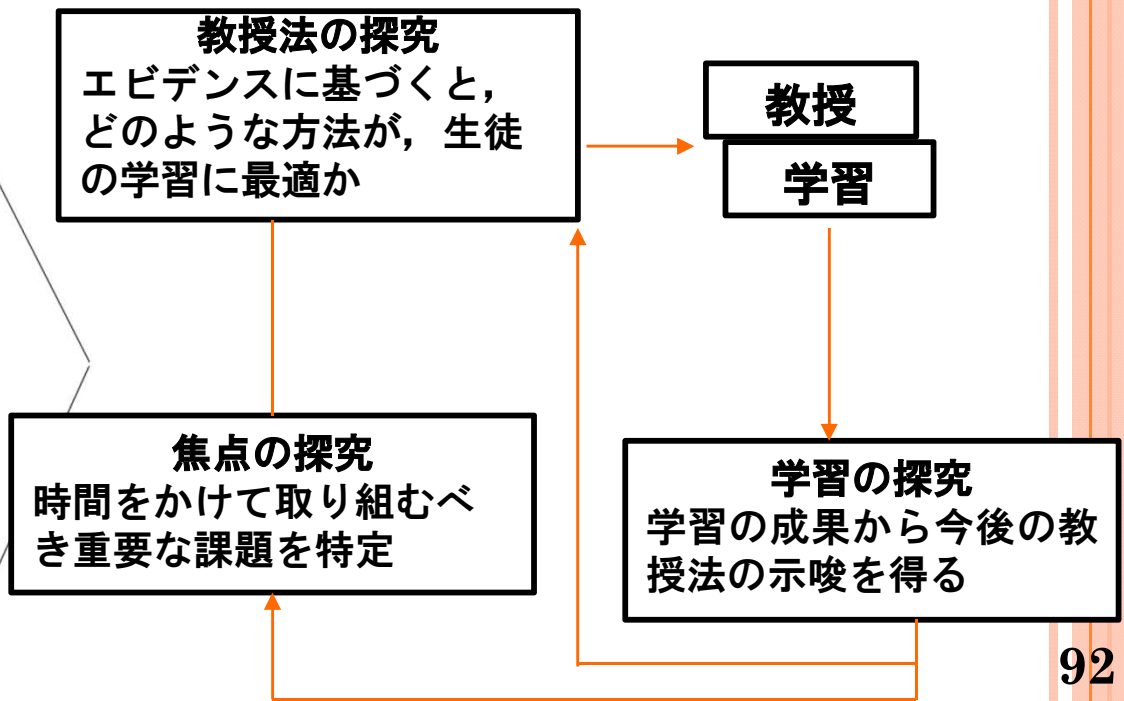 教授法の探究
エビデンスに基づくと，
どのような方法が，生徒
の学習に最適か
教授
学習
焦点の探究
時間をかけて取り組むべ
き重要な課題を特定
学習の探究
学習の成果から今後の教
授法の示唆を得る
92